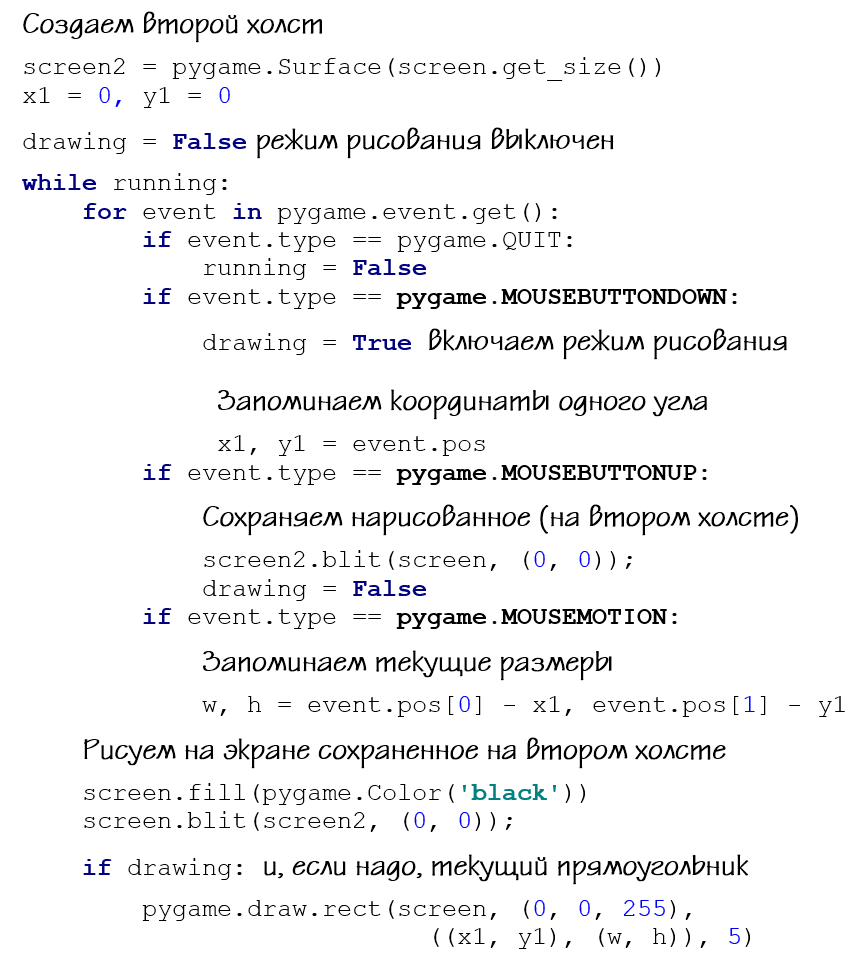 Создаем второй холст
screen2 = pygame.Surface(screen.get_size())
x1 = 0, y1 = 0
drawing = False режим рисования выключен
while running:
    for event in pygame.event.get():
        if event.type == pygame.QUIT:
            running = False
        if event.type == pygame.MOUSEBUTTONDOWN:
            drawing = True включаем режим рисования
             Запоминаем координаты одного угла
             x1, y1 = event.pos
        if event.type == pygame.MOUSEBUTTONUP:
            Сохраняем нарисованное (на втором холсте)
            screen2.blit(screen, (0, 0));
            drawing = False
        if event.type == pygame.MOUSEMOTION:
            Запоминаем текущие размеры
            w, h = event.pos[0] - x1, event.pos[1] - y1
    Рисуем на экране сохраненное на втором холсте
    screen.fill(pygame.Color('black'))
    screen.blit(screen2, (0, 0));
    if drawing: и, если надо, текущий прямоугольник
        pygame.draw.rect(screen, (0, 0, 255),
                           ((x1, y1), (w, h)), 5)